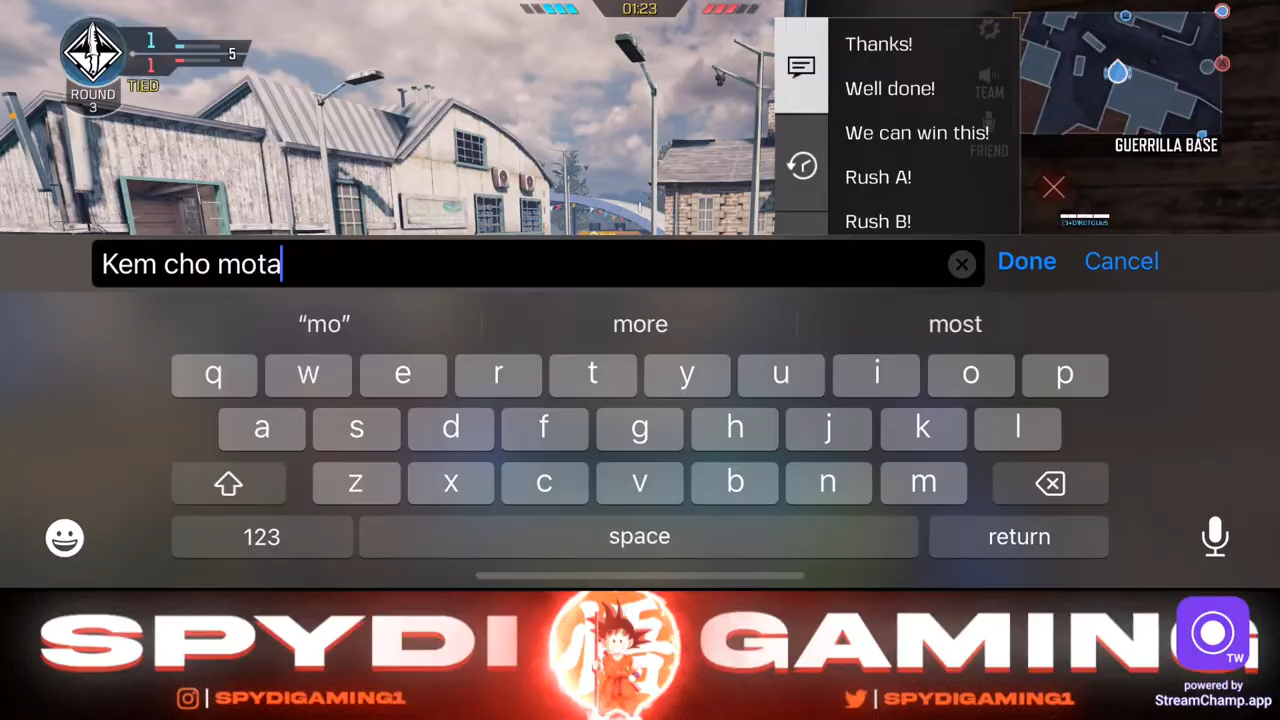 01:23
1
5
1
TIED
ROUND
3
Thanks!
Well done!
We can win this!
Rush A!
Rush B!
TEAM
FRIEND
A
GUERRILLA BASE
Kem cho mota
Done
Cancel
“mo”
more
most
q w e r t y u i o p
a s d f g h j k l
z x c v b n m
123
space
return
SPYDI
悟
GAMING
| SPYDIGAMING1
| SPYDIGAMING1
TW
powered by
StreamChamp.app